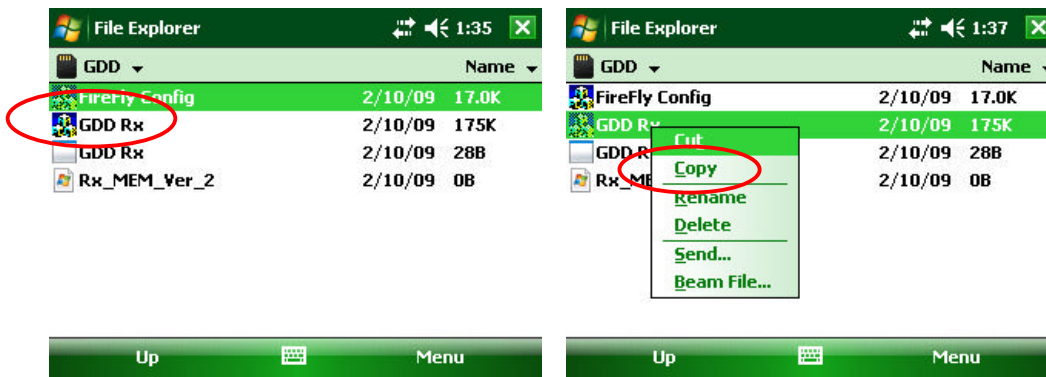 File Explorer 1:35
GDD Name
FireFly Config 2/10/09 17.0K
GDD Rx 2/10/09 175K
GDD Rx 2/10/09 28B
Rx_MEM_Ver_2 2/10/09 0B
Up Menu
File Explorer 1:37
GDD Name
FireFly Config 2/10/09 17.0K
GDD Rx 2/10/09 175K
GDD R 2/10/09 28B
Rx_ME 2/10/09 0B
Cut
Copy
Rename
Delete
Send...
Beam File...
Up Menu